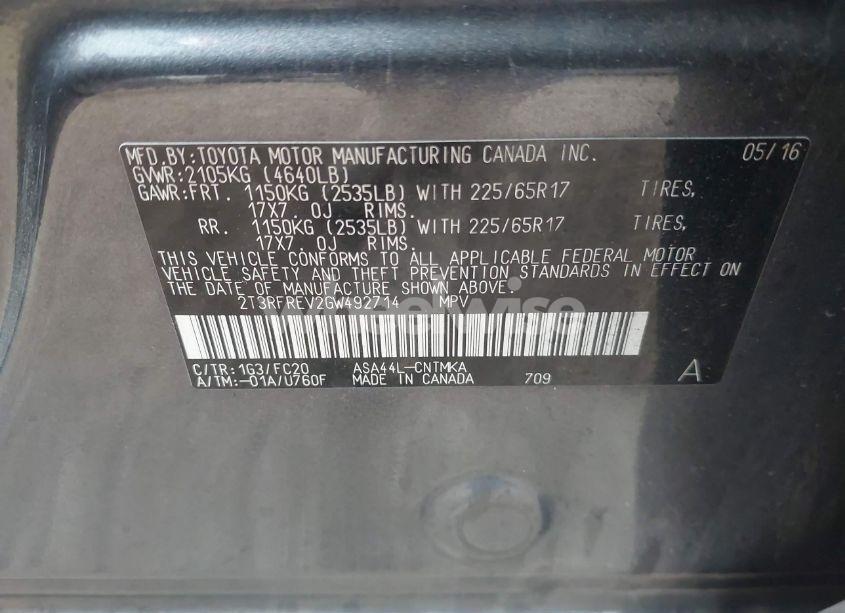 MFD.BY:TOYOTA MOTOR MANUFACTURING CANADA INC. 05/16
GVWR:2105KG (4640LB)
GAWR:FRT. 1150KG (2535LB) WITH 225/65R17 TIRES,
17X7.0J RIMS.
RR. 1150KG (2535LB) WITH 225/65R17 TIRES,
17X7.0J RIMS.
THIS VEHICLE CONFORMS TO ALL APPLICABLE FEDERAL MOTOR
VEHICLE SAFETY AND THEFT PREVENTION STANDARDS IN EFFECT ON
THE DATE OF MANUFACTURE SHOWN ABOVE.
2T3RFREV2GW492714 MPV
wheelwise
C/TR:1G3/FC20 ASA44L-CNTMKA
A/TM:-01A/U760F MADE IN CANADA 709 A